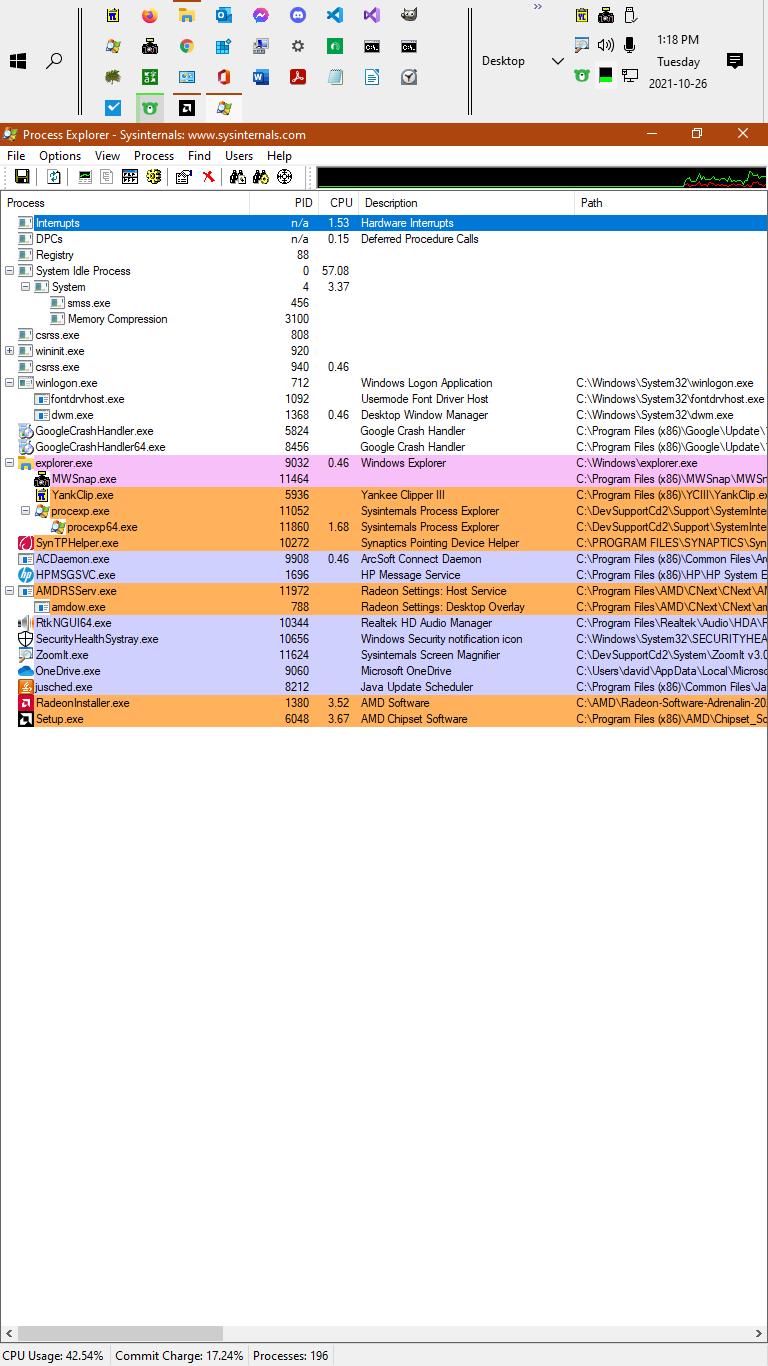 1:18 PM
Desktop
Tuesday
2021-10-26
Process Explorer - Sysinternals: www.sysinternals.com
File Options View Process Find Users Help
Process PID CPU Description Path
Interrupts n/a 1.53 Hardware Interrupts
DPCs n/a 0.15 Deferred Procedure Calls
Registry 88
System Idle Process 0 57.08
System 4 3.37
smss.exe 456
Memory Compression 3100
csrss.exe 808
wininit.exe 920
csrss.exe 940 0.46
winlogon.exe 712 Windows Logon Application C:\Windows\System32\winlogon.exe
fontdrvhost.exe 1092 Usermode Font Driver Host C:\Windows\System32\fontdrvhost.exe
dwm.exe 1368 0.46 Desktop Window Manager C:\Windows\System32\dwm.exe
GoogleCrashHandler.exe 5824 Google Crash Handler C:\Program Files (x86)\Google\Update\
GoogleCrashHandler64.exe 8456 Google Crash Handler C:\Program Files (x86)\Google\Update\
explorer.exe 9032 0.46 Windows Explorer C:\Windows\explorer.exe
MWSnap.exe 11464 C:\Program Files (x86)\MWSnap\MWSn
YankClip.exe 5936 Yankee Clipper III C:\Program Files (x86)\YCIII\YankClip.ex
procexp.exe 11052 Sysinternals Process Explorer C:\DevSupportCd2\Support\SystemInte
procexp64.exe 11860 1.68 Sysinternals Process Explorer C:\DevSupportCd2\Support\SystemInte
SynTPHelper.exe 10272 Synaptics Pointing Device Helper C:\PROGRAM FILES\SYNAPTICS\Syn
ACDaemon.exe 9908 0.46 ArcSoft Connect Daemon C:\Program Files (x86)\Common Files\Ar
HPMSGSVC.exe 1696 HP Message Service C:\Program Files (x86)\HP\HP System E
AMDRSServ.exe 11972 Radeon Settings: Host Service C:\Program Files\AMD\CNext\CNext\AM
amdow.exe 788 Radeon Settings: Desktop Overlay C:\Program Files\AMD\CNext\CNext\am
RtkNGUI64.exe 10344 Realtek HD Audio Manager C:\Program Files\Realtek\Audio\HDA\R
SecurityHealthSystray.exe 10656 Windows Security notification icon C:\Windows\System32\SECURITYHEA
ZoomIt.exe 11624 Sysinternals Screen Magnifier C:\DevSupportCd2\System\ZoomIt v3.0
OneDrive.exe 9060 Microsoft OneDrive C:\Users\david\AppData\Local\Microso
jusched.exe 8212 Java Update Scheduler C:\Program Files (x86)\Common Files\Ja
RadeonInstaller.exe 1380 3.52 AMD Software C:\AMD\Radeon-Software-Adrenalin-20
Setup.exe 6048 3.67 AMD Chipset Software C:\Program Files (x86)\AMD\Chipset_So
CPU Usage: 42.54% Commit Charge: 17.24% Processes: 196